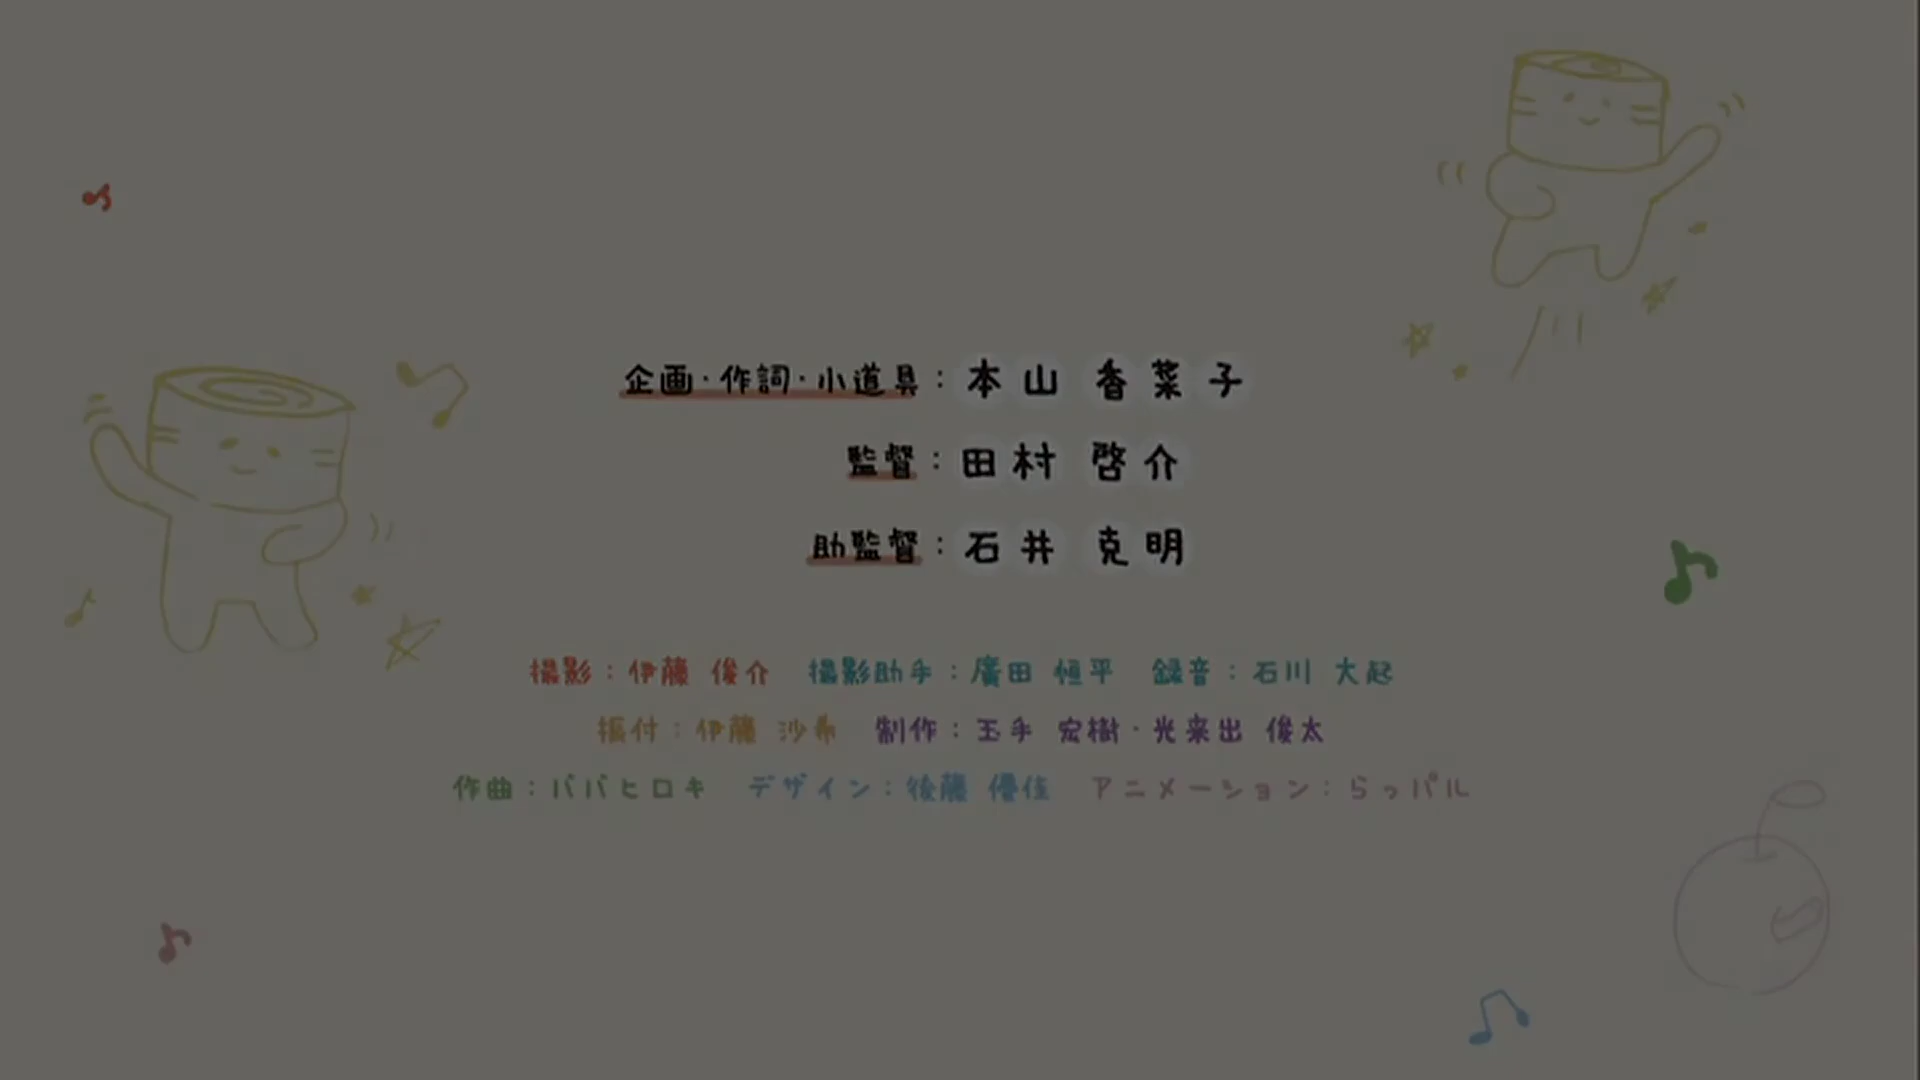 企画・作詞・小道具：本山 香菜子
監督：田村 啓介
助監督：石井 克明
撮影：伊藤 俊介 撮影助手：廣田 恒平 録音：石川 大起
振付：伊藤 沙希 制作：玉手 宏樹・光来出 俊太
作曲：ババヒロキ デザイン：後藤 優佳 アニメーション：らっパル